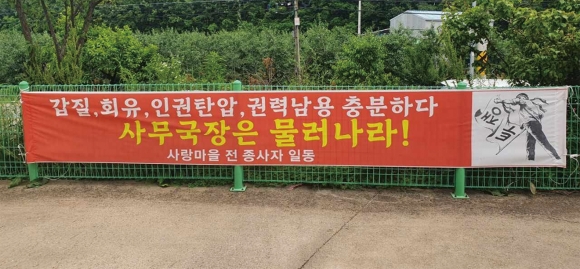 갑질,회유,인권탄압,권력남용 충분하다
사무국장은 물러나라!
사랑마을 전 종사자 일동